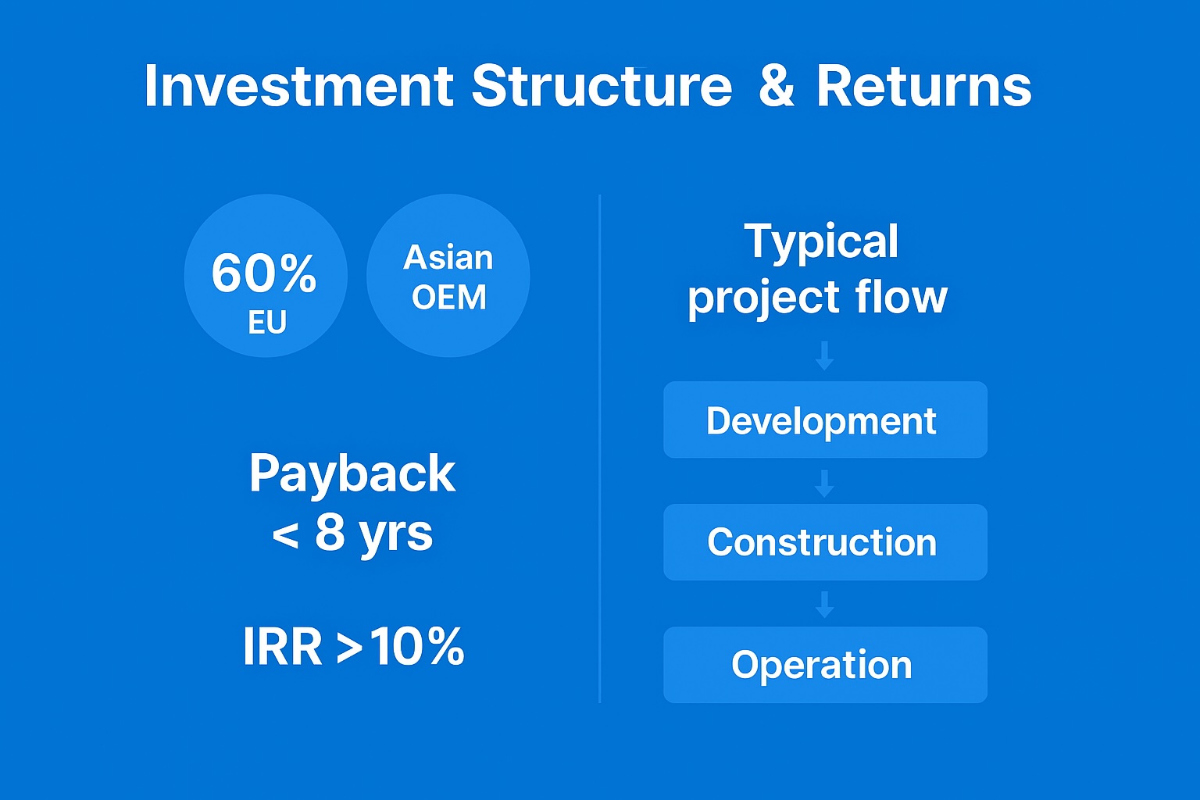 Investment Structure & Returns
60%
EU
Asian
OEM
Payback
< 8 yrs
IRR >10%
Typical
project flow
Development
Construction
Operation